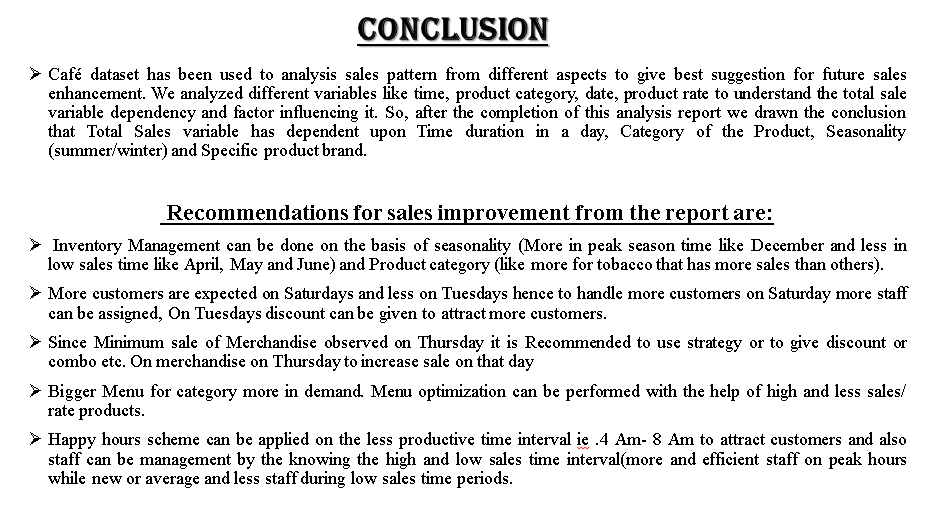 CONCLUSION
➢ Café dataset has been used to analysis sales pattern from different aspects to give best suggestion for future sales
enhancement. We analyzed different variables like time, product category, date, product rate to understand the total sale
variable dependency and factor influencing it. So, after the completion of this analysis report we drawn the conclusion
that Total Sales variable has dependent upon Time duration in a day, Category of the Product, Seasonality
(summer/winter) and Specific product brand.
Recommendations for sales improvement from the report are:
➢ Inventory Management can be done on the basis of seasonality (More in peak season time like December and less in
low sales time like April, May and June) and Product category (like more for tobacco that has more sales than others).
➢ More customers are expected on Saturdays and less on Tuesdays hence to handle more customers on Saturday more staff
can be assigned, On Tuesdays discount can be given to attract more customers.
➢ Since Minimum sale of Merchandise observed on Thursday it is Recommended to use strategy or to give discount or
combo etc. On merchandise on Thursday to increase sale on that day
➢ Bigger Menu for category more in demand. Menu optimization can be performed with the help of high and less sales/
rate products.
➢ Happy hours scheme can be applied on the less productive time interval ie .4 Am- 8 Am to attract customers and also
staff can be management by the knowing the high and low sales time interval(more and efficient staff on peak hours
while new or average and less staff during low sales time periods.